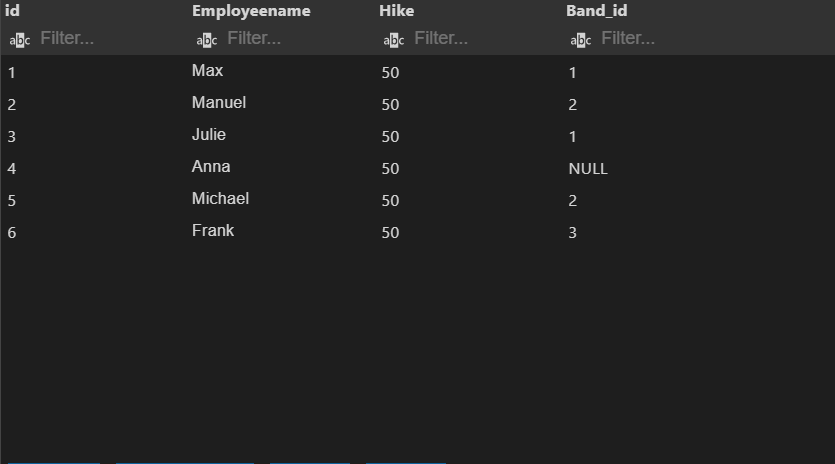 id Employeename Hike Band_id
abc Filter... abc Filter... abc Filter... abc Filter...
1 Max 50 1
2 Manuel 50 2
3 Julie 50 1
4 Anna 50 NULL
5 Michael 50 2
6 Frank 50 3